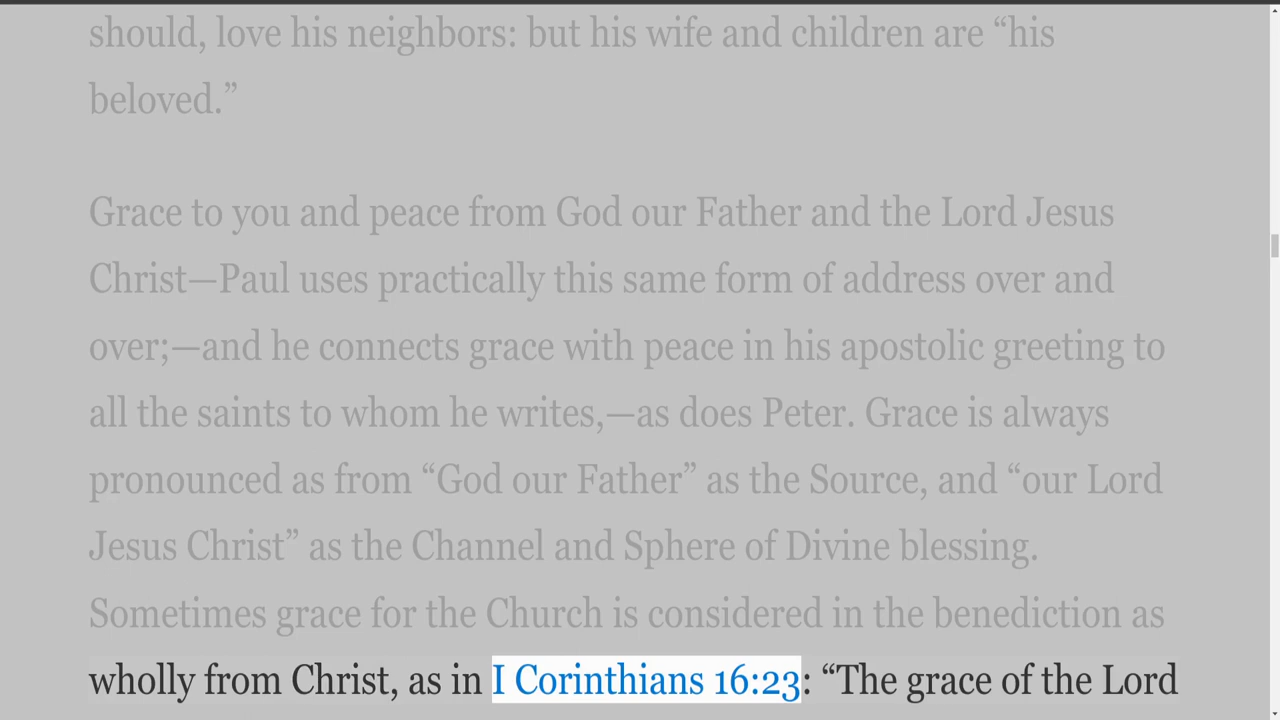 should, love his neighbors: but his wife and children are “his
beloved.”
Grace to you and peace from God our Father and the Lord Jesus
Christ—Paul uses practically this same form of address over and
over;—and he connects grace with peace in his apostolic greeting to
all the saints to whom he writes,—as does Peter. Grace is always
pronounced as from “God our Father” as the Source, and “our Lord
Jesus Christ” as the Channel and Sphere of Divine blessing.
Sometimes grace for the Church is considered in the benediction as
wholly from Christ, as in I Corinthians 16:23: “The grace of the Lord